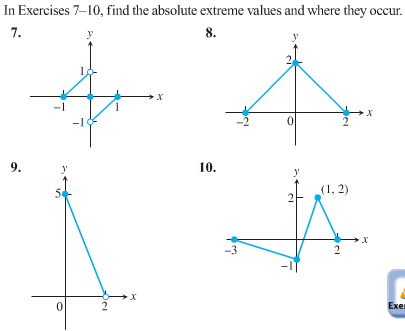 In Exercises 7–10, find the absolute extreme values and where they occur.
7.
y
1
x
−1
1
−1
8.
y
2
x
−2
0
2
9.
y
5
x
0
2
10.
y
2
(1, 2)
x
−3
2
−1